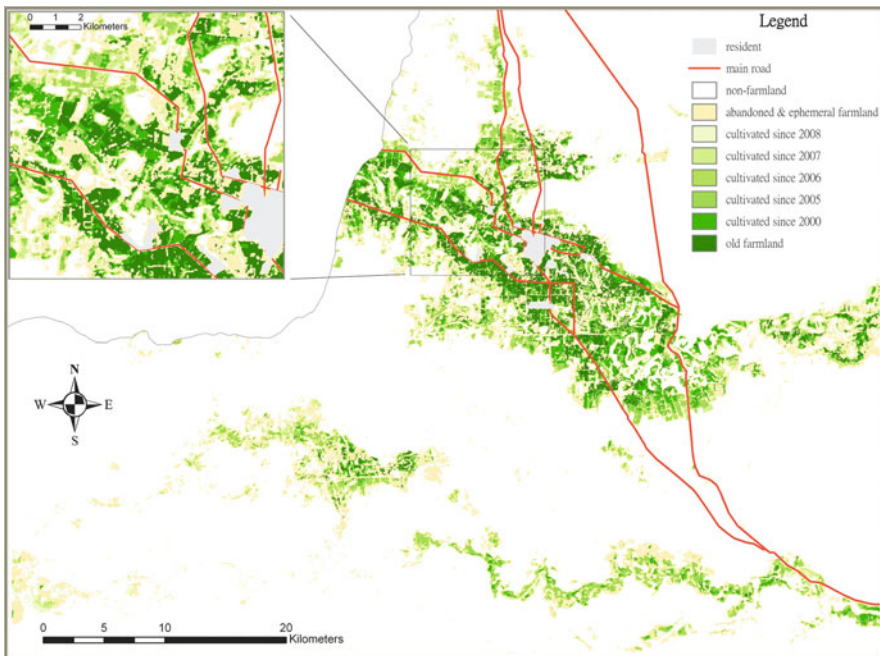 0 1 2
Kilometers
Legend
resident
main road
non-farmland
abandoned & ephemeral farmland
cultivated since 2008
cultivated since 2007
cultivated since 2006
cultivated since 2005
cultivated since 2000
old farmland
N
W E
S
0 5 10 20
Kilometers